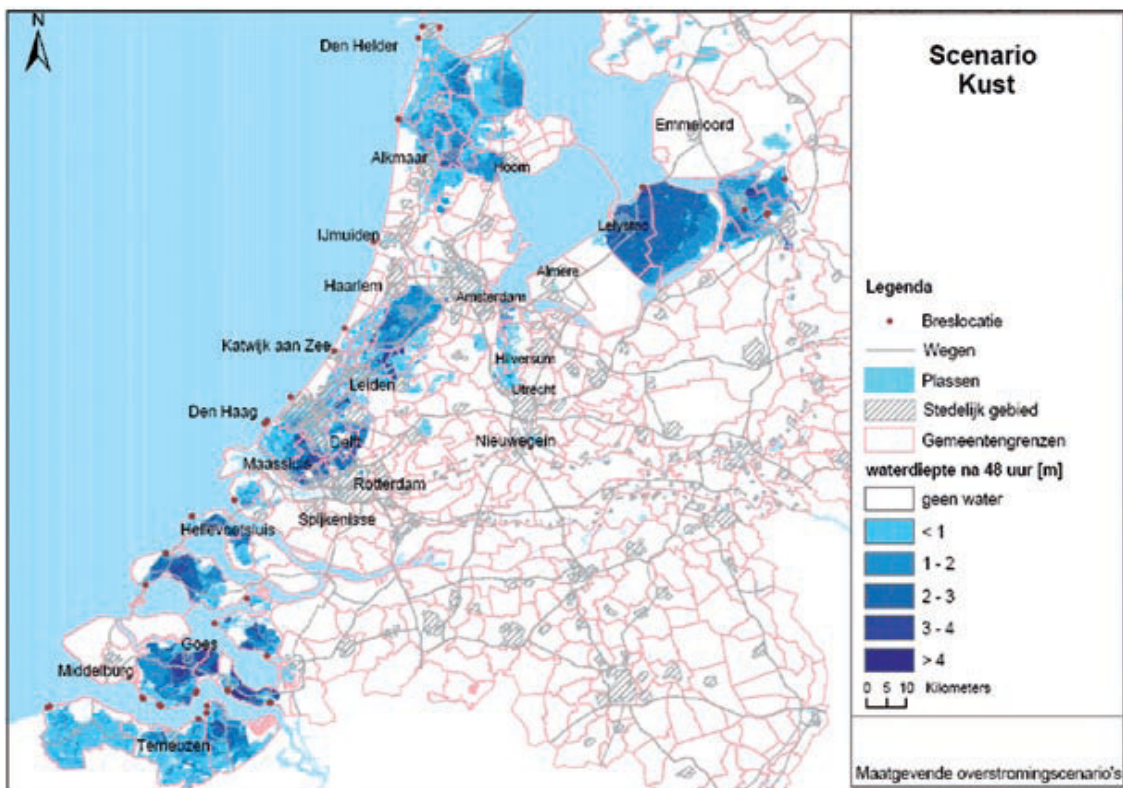 N
Den Helder
Emmeloord
Alkmaar
Hoorn
Lelystad
IJmuiden
Almere
Haarlem
Amsterdam
Katwijk aan Zee
Hilversum
Leiden
Utrecht
Den Haag
Delft
Nieuwegein
Maassluis
Rotterdam
Spijkenisse
Hellevoetsluis
Goes
Middelburg
Terneuzen
Scenario
Kust
Legenda
Breslocatie
Wegen
Plassen
Stedelijk gebied
Gemeentengrenzen
waterdiepte na 48 uur [m]
geen water
< 1
1 - 2
2 - 3
3 - 4
> 4
0 5 10 Kilometers
Maatgevende overstromingscenario's